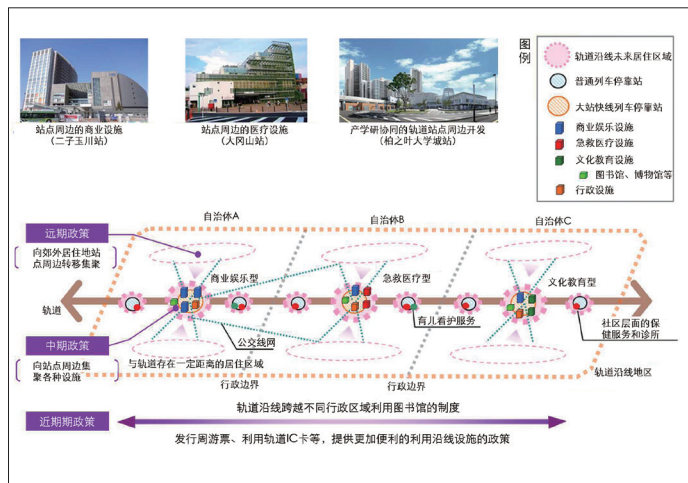 站点周边的商业设施
（二子玉川站）
站点周边的医疗设施
（大冈山站）
产学研协同的轨道站点周边开发
（柏之叶大学城站）
图例
轨道沿线未来居住区域
普通列车停靠站
大站快线列车停靠站
商业娱乐设施
急救医疗设施
文化教育设施
图书馆、博物馆等
行政设施
远期政策
向郊外居住地站
点周边转移集聚
自治体A
自治体B
自治体C
商业娱乐型
急救医疗型
文化教育型
轨道
中期政策
向站点周边集
聚各种设施
公交线网
育儿看护服务
社区层面的保
健服务和诊所
与轨道存在一定距离的居住区域
行政边界
行政边界
轨道沿线地区
近期期政策
轨道沿线跨越不同行政区域利用图书馆的制度
发行周游票、利用轨道IC卡等，提供更加便利的利用沿线设施的政策